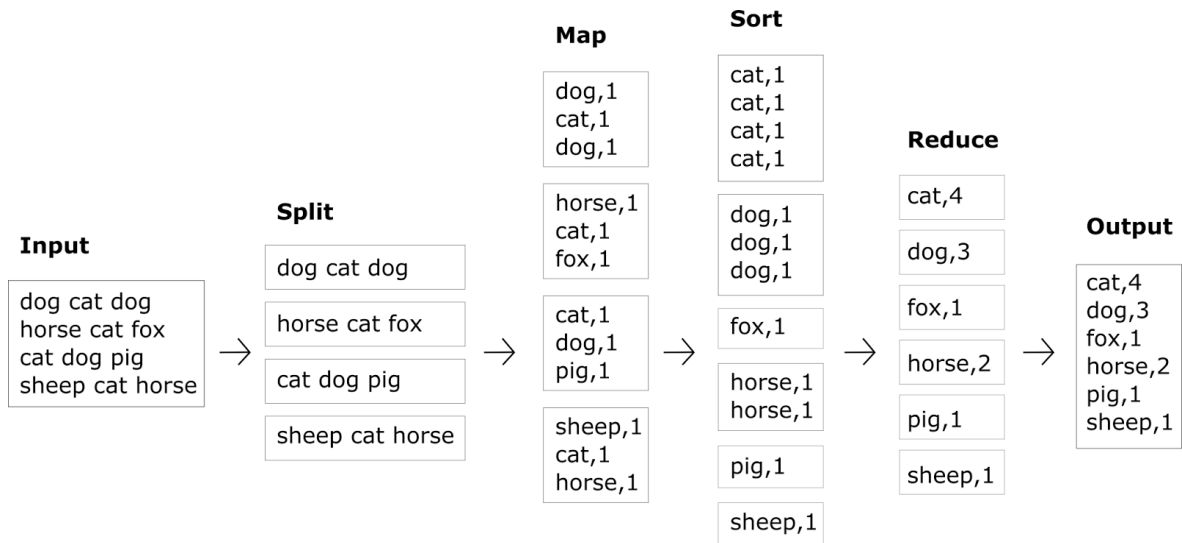 Input
dog cat dog
horse cat fox
cat dog pig
sheep cat horse
Split
dog cat dog
horse cat fox
cat dog pig
sheep cat horse
Map
dog,1
cat,1
dog,1
horse,1
cat,1
fox,1
cat,1
dog,1
pig,1
sheep,1
cat,1
horse,1
Sort
cat,1
cat,1
cat,1
cat,1
dog,1
dog,1
dog,1
fox,1
horse,1
horse,1
pig,1
sheep,1
Reduce
cat,4
dog,3
fox,1
horse,2
pig,1
sheep,1
Output
cat,4
dog,3
fox,1
horse,2
pig,1
sheep,1